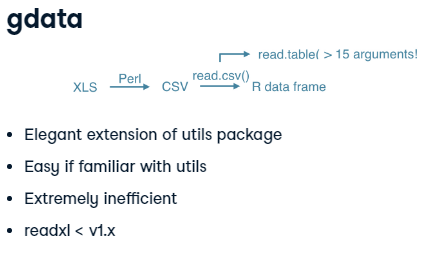 gdata
read.table( > 15 arguments!
Perl
read.csv()
XLS
CSV
R data frame
• Elegant extension of utils package
• Easy if familiar with utils
• Extremely inefficient
• readxl < v1.x